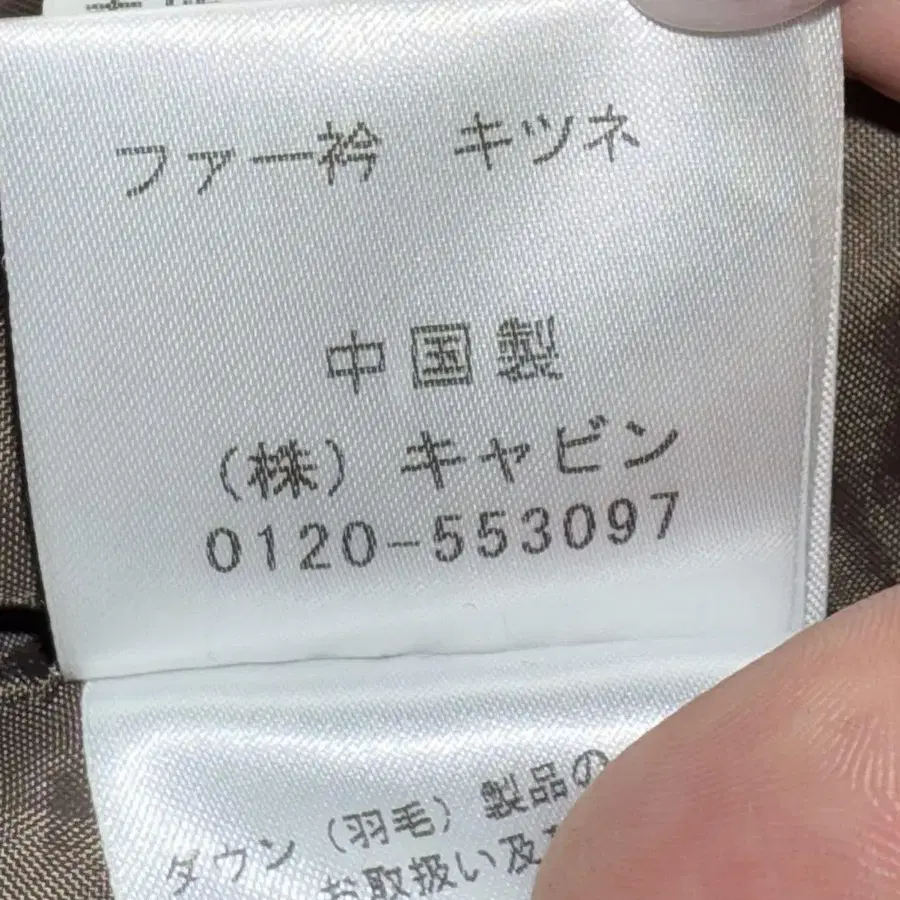 ファー衿　キツネ
中国製
（株）キャビン
0120-553097
ダウン（羽毛）製品の
お取扱い及